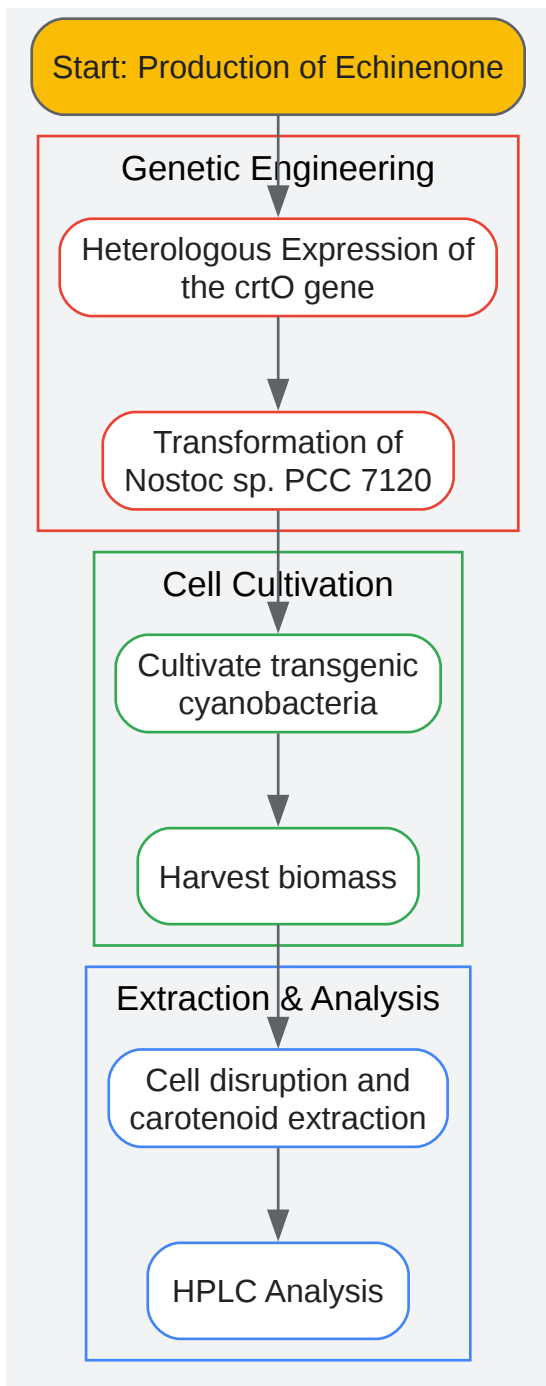 Start: Production of Echinenone
Genetic Engineering
Heterologous Expression of
the crtO gene
Transformation of
Nostoc sp. PCC 7120
Cell Cultivation
Cultivate transgenic
cyanobacteria
Harvest biomass
Extraction & Analysis
Cell disruption and
carotenoid extraction
HPLC Analysis